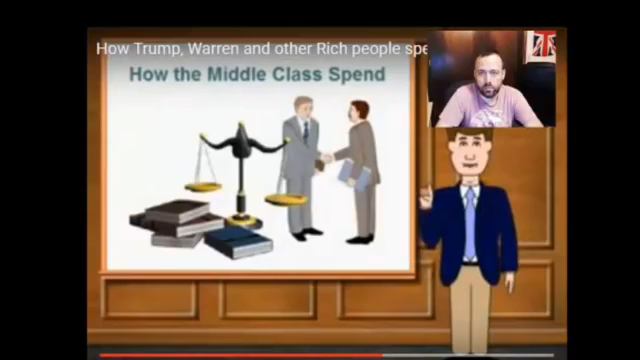 How Trump, Warren and other Rich people spe
How the Middle Class Spend